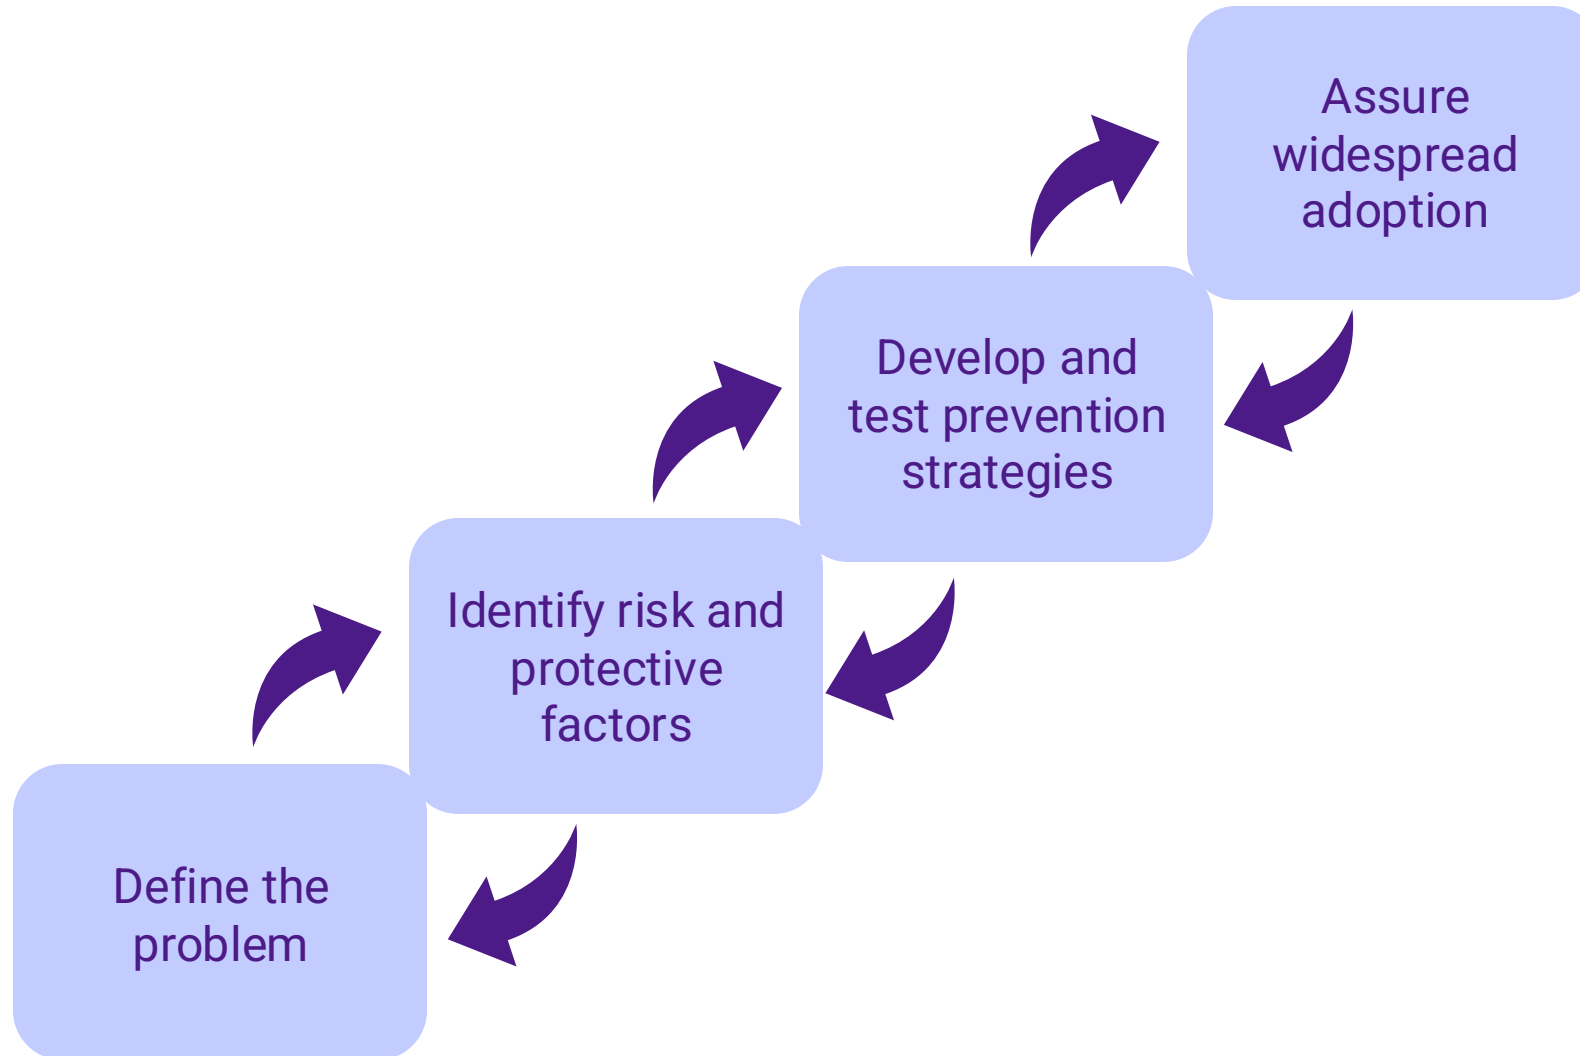 Assure
widespread
adoption
Develop and
test prevention
strategies
Identify risk and
protective
factors
Define the
problem